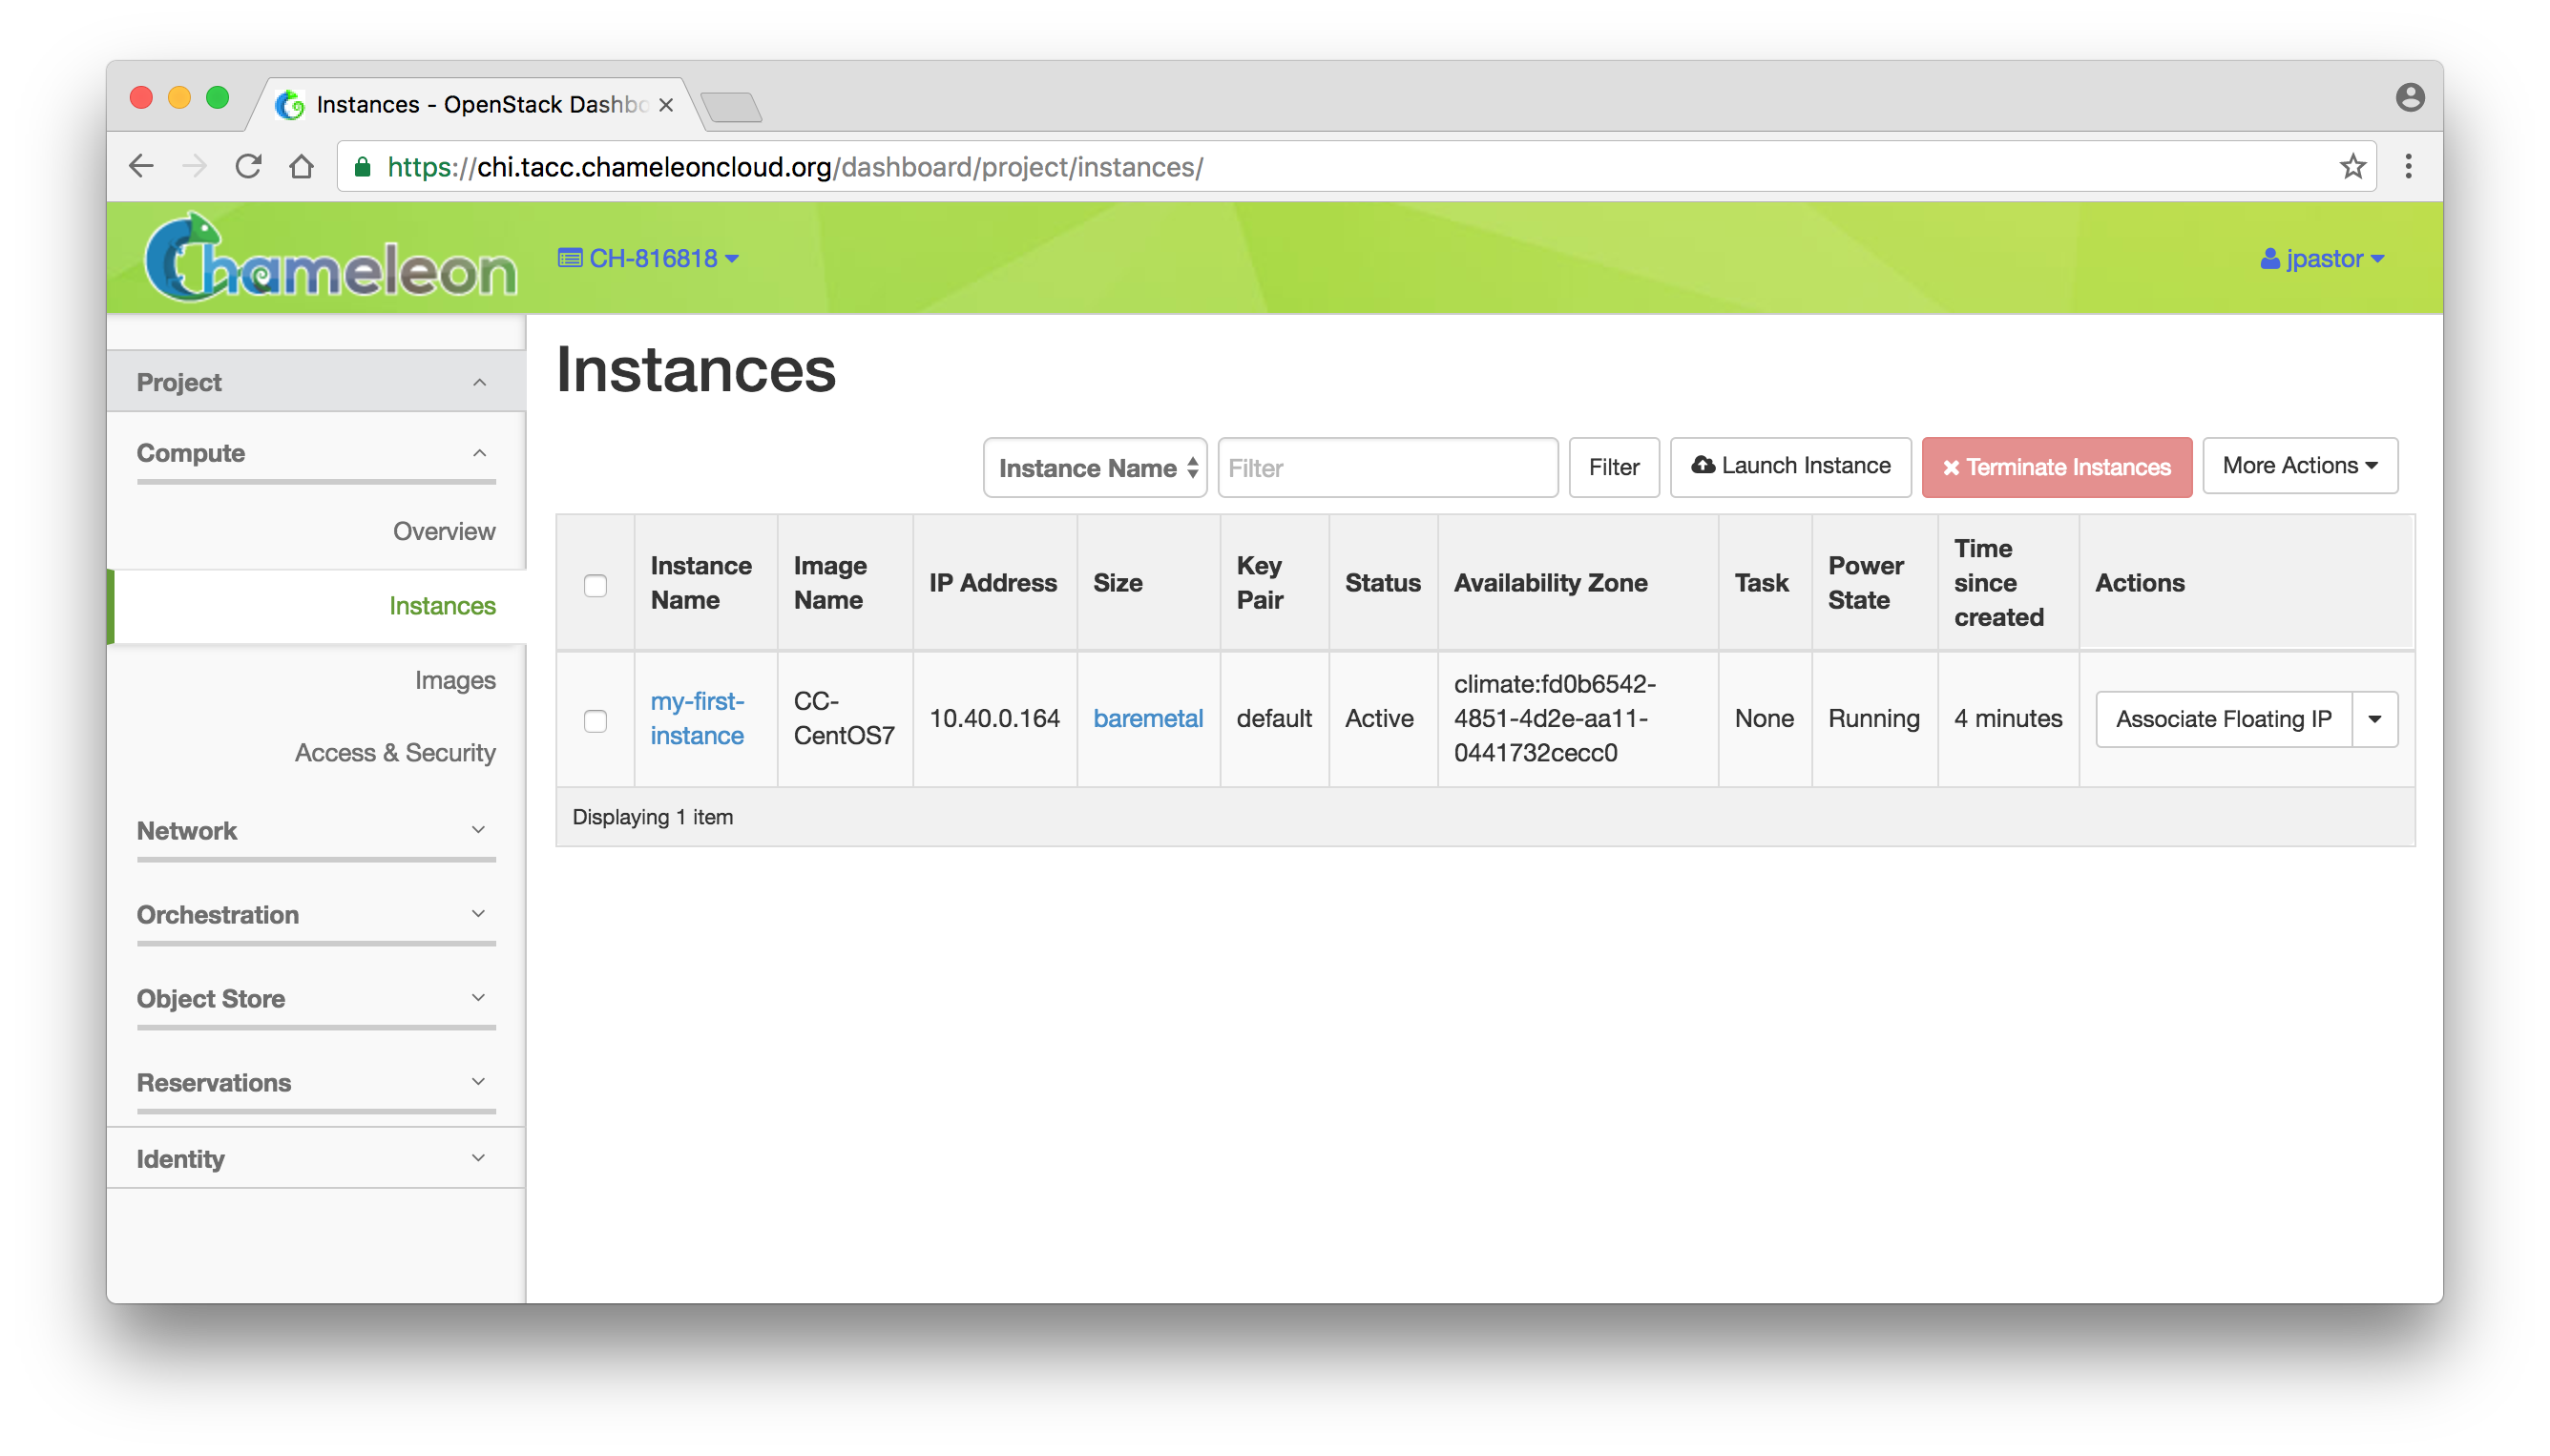 Instances - OpenStack Dashbo
https://chi.tacc.chameleoncloud.org/dashboard/project/instances/
Chameleon
CH-816818
jpastor
Project
Compute
Overview
Instances
Images
Access & Security
Network
Orchestration
Object Store
Reservations
Identity
Instances
Instance Name
Filter
Filter
Launch Instance
Terminate Instances
More Actions
Instance Name
Image Name
IP Address
Size
Key Pair
Status
Availability Zone
Task
Power State
Time since created
Actions
my-first-instance
CC-CentOS7
10.40.0.164
baremetal
default
Active
climate:fd0b6542-4851-4d2e-aa11-0441732cecc0
None
Running
4 minutes
Associate Floating IP
Displaying 1 item